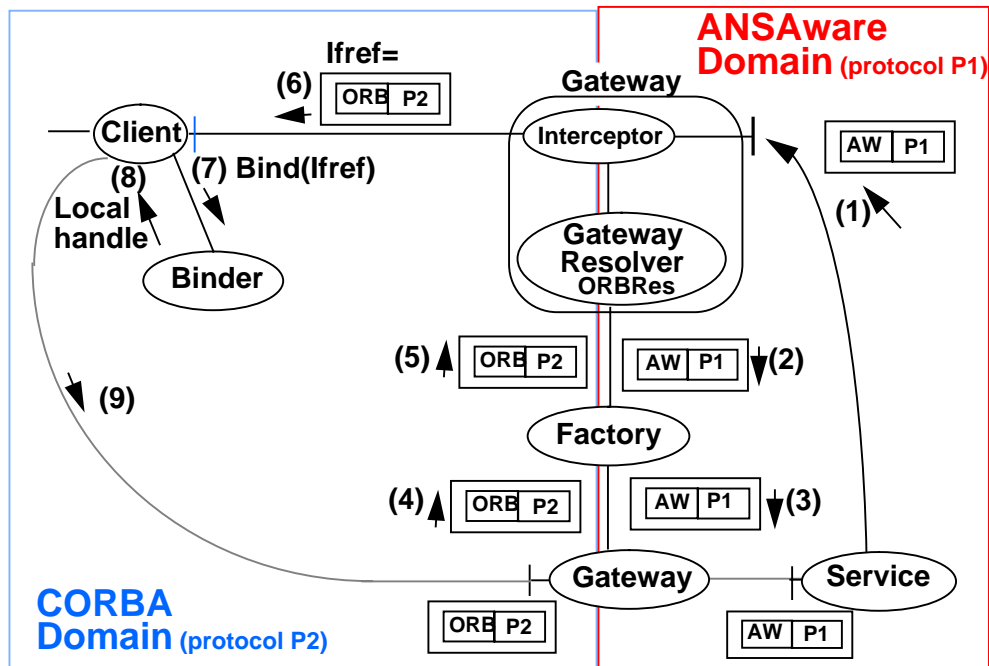 ANSAware
Domain (protocol P1)
Ifref=
(6)
ORB P2
Gateway
Client
Interceptor
AW P1
(1)
(7) Bind(Ifref)
(8)
Local
handle
Binder
Gateway
Resolver
ORBRes
(5)
ORB P2
AW P1
(2)
(9)
Factory
(4)
ORB P2
AW P1
(3)
Gateway
Service
CORBA
Domain (protocol P2)
ORB P2
AW P1